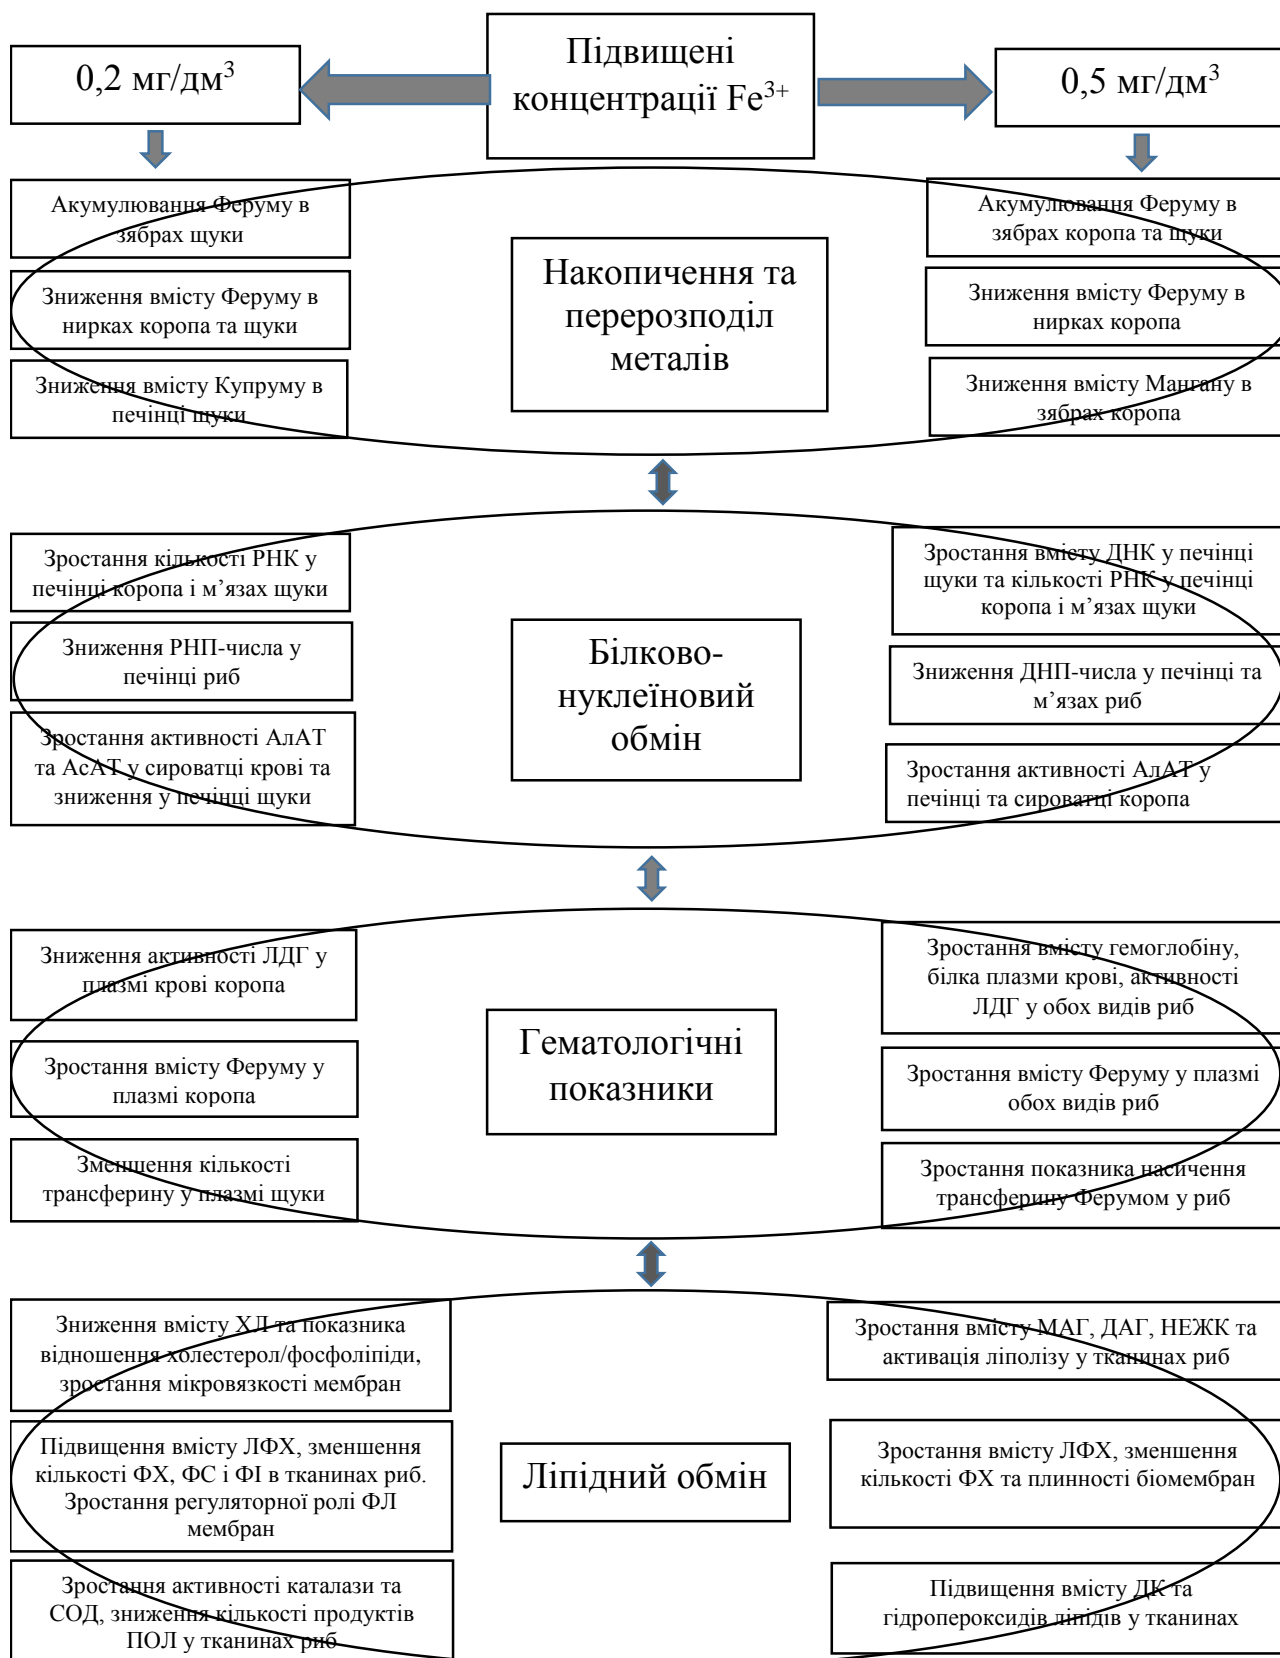 Підвищені
концентрації Fe³⁺
0,2 мг/дм³
0,5 мг/дм³
Акумулювання Феруму в
зябрах щуки
Зниження вмісту Феруму в
нирках коропа та щуки
Зниження вмісту Купруму в
печінці щуки
Накопичення та
перерозподіл
металів
Акумулювання Феруму в
зябрах коропа та щуки
Зниження вмісту Феруму в
нирках коропа
Зниження вмісту Мангану в
зябрах коропа
Зростання кількості РНК у
печінці коропа і м’язах щуки
Зниження РНП-числа у
печінці риб
Зростання активності АлАТ
та АсАТ у сироватці крові та
зниження у печінці щуки
Білково-
нуклеїновий
обмін
Зростання вмісту ДНК у печінці
щуки та кількості РНК у печінці
коропа і м’язах щуки
Зниження ДНП-числа у печінці та
м’язах риб
Зростання активності АлАТ у
печінці та сироватці коропа
Зниження активності ЛДГ у
плазмі крові коропа
Зростання вмісту Феруму у
плазмі коропа
Зменшення кількості
трансферину у плазмі щуки
Гематологічні
показники
Зростання вмісту гемоглобіну,
білка плазми крові, активності
ЛДГ у обох видів риб
Зростання вмісту Феруму у плазмі
обох видів риб
Зростання показника насичення
трансферину Ферумом у риб
Зниження вмісту ХЛ та показника
відношення холестерол/фосфоліпіди,
зростання мікровязкості мембран
Підвищення вмісту ЛФХ, зменшення
кількості ФХ, ФС і ФІ в тканинах риб.
Зростання регуляторної ролі ФЛ
мембран
Зростання активності каталази та
СОД, зниження кількості продуктів
ПОЛ у тканинах риб
Ліпідний обмін
Зростання вмісту МАГ, ДАГ, НЕЖК та
активація ліполізу у тканинах риб
Зростання вмісту ЛФХ, зменшення
кількості ФХ та плинності біомембран
Підвищення вмісту ДК та
гідропероксидів ліпідів у тканинах